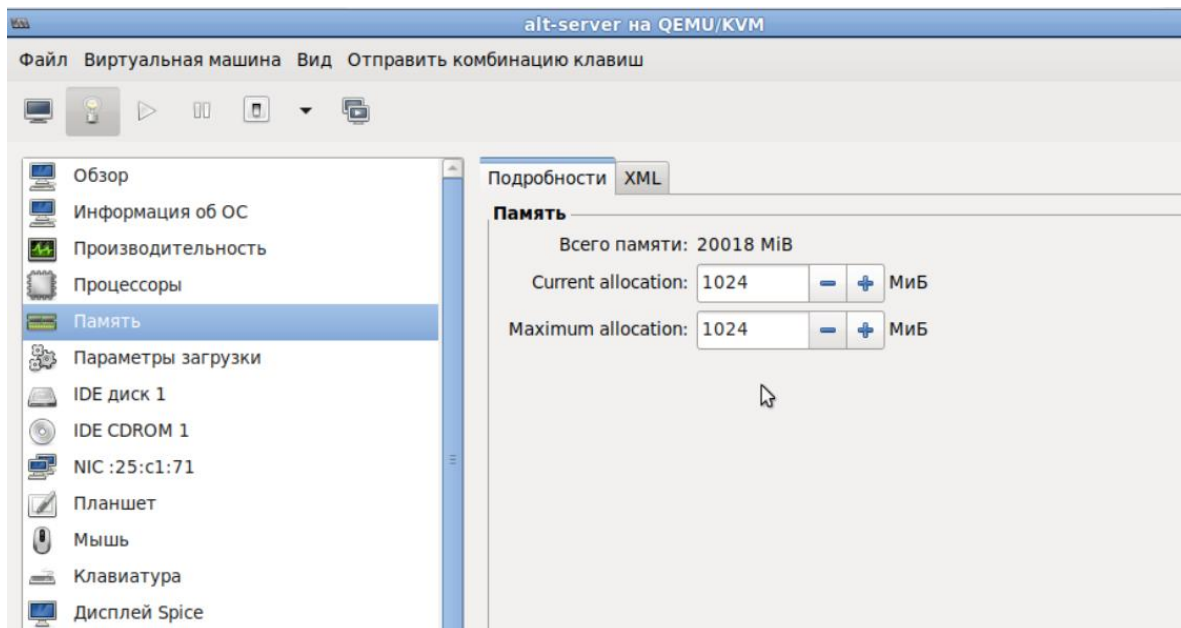 alt-server на QEMU/KVM
Файл Виртуальная машина Вид Отправить комбинацию клавиш
Обзор
Информация об ОС
Производительность
Процессоры
Память
Параметры загрузки
IDE диск 1
IDE CDROM 1
NIC :25:c1:71
Планшет
Мышь
Клавиатура
Дисплей Spice
Подробности XML
Память
Всего памяти: 20018 MiB
Current allocation: 1024 МиБ
Maximum allocation: 1024 МиБ